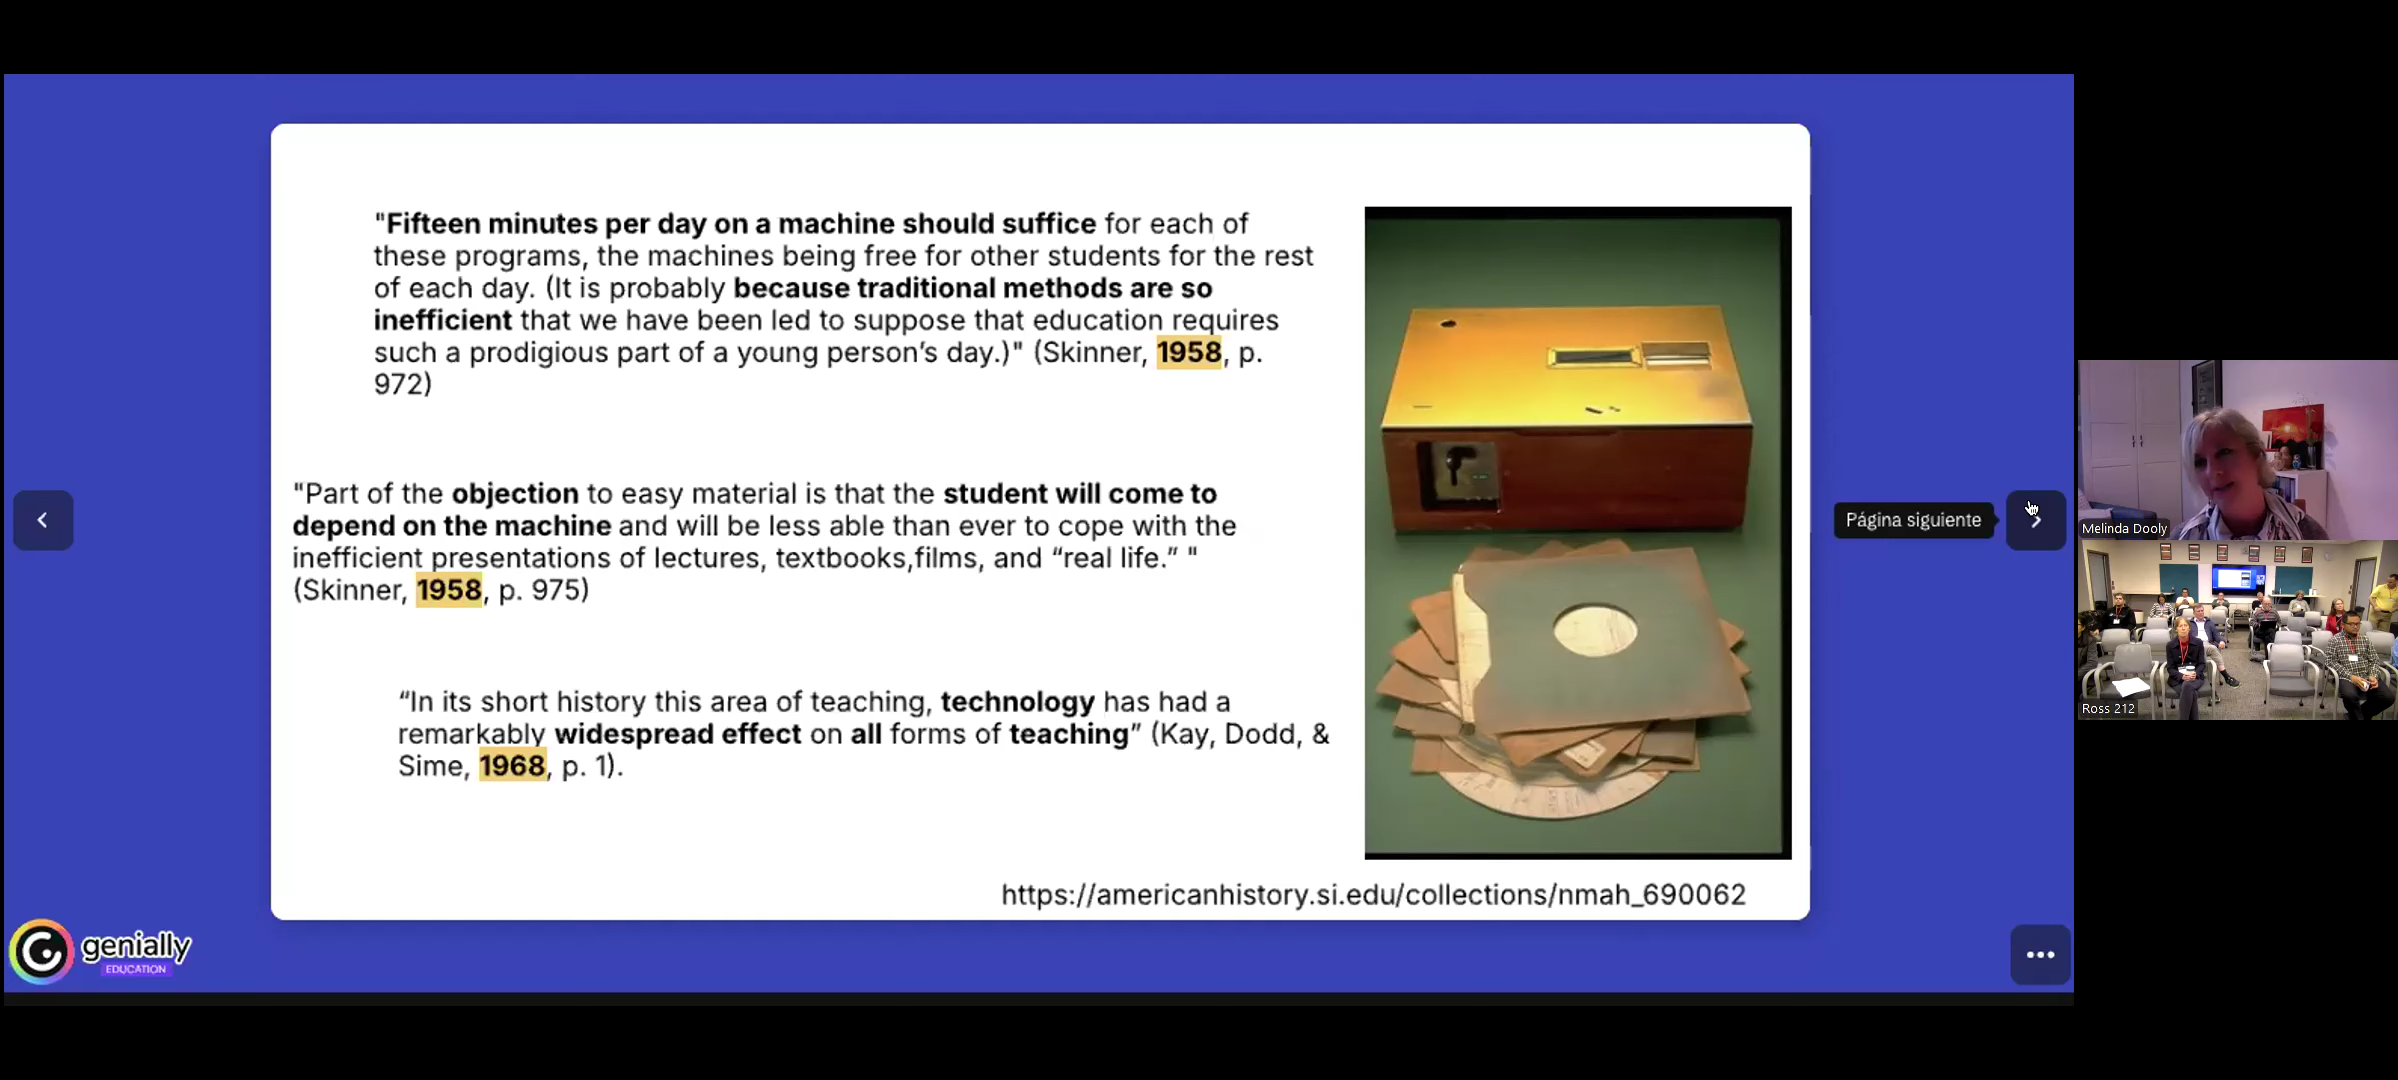 "Fifteen minutes per day on a machine should suffice for each of
these programs, the machines being free for other students for the rest
of each day. (It is probably because traditional methods are so
inefficient that we have been led to suppose that education requires
such a prodigious part of a young person's day.)" (Skinner, 1958, p.
972)
"Part of the objection to easy material is that the student will come to
depend on the machine and will be less able than ever to cope with the
inefficient presentations of lectures, textbooks,films, and “real life.” "
(Skinner, 1958, p. 975)
“In its short history this area of teaching, technology has had a
remarkably widespread effect on all forms of teaching” (Kay, Dodd, &
Sime, 1968, p. 1).
https://americanhistory.si.edu/collections/nmah_690062
Página siguiente
genially
EDUCATION
Melinda Dooly
Ross 212